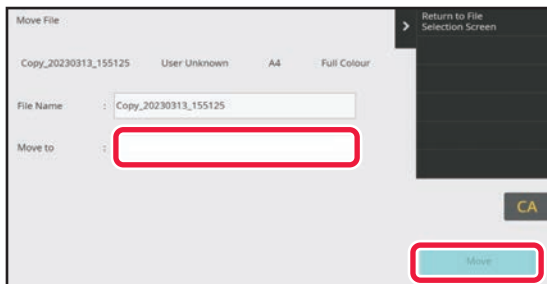 Move File
Return to File
Selection Screen
Copy_20230313_155125 User Unknown A4 Full Colour
File Name : Copy_20230313_155125
Move to :
CA
Move